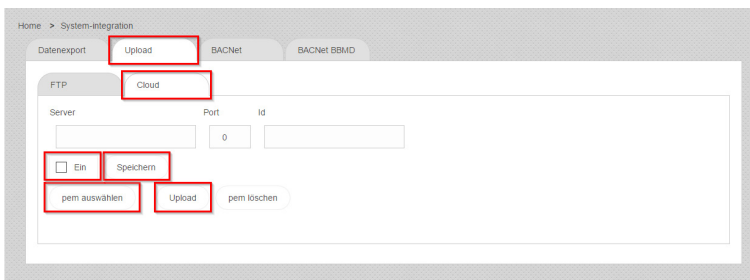 Home > System-integration
Datenexport Upload BACNet BACNet BBMD
FTP Cloud
Server Port Id
0
Ein Speichern
pem auswählen Upload pem löschen